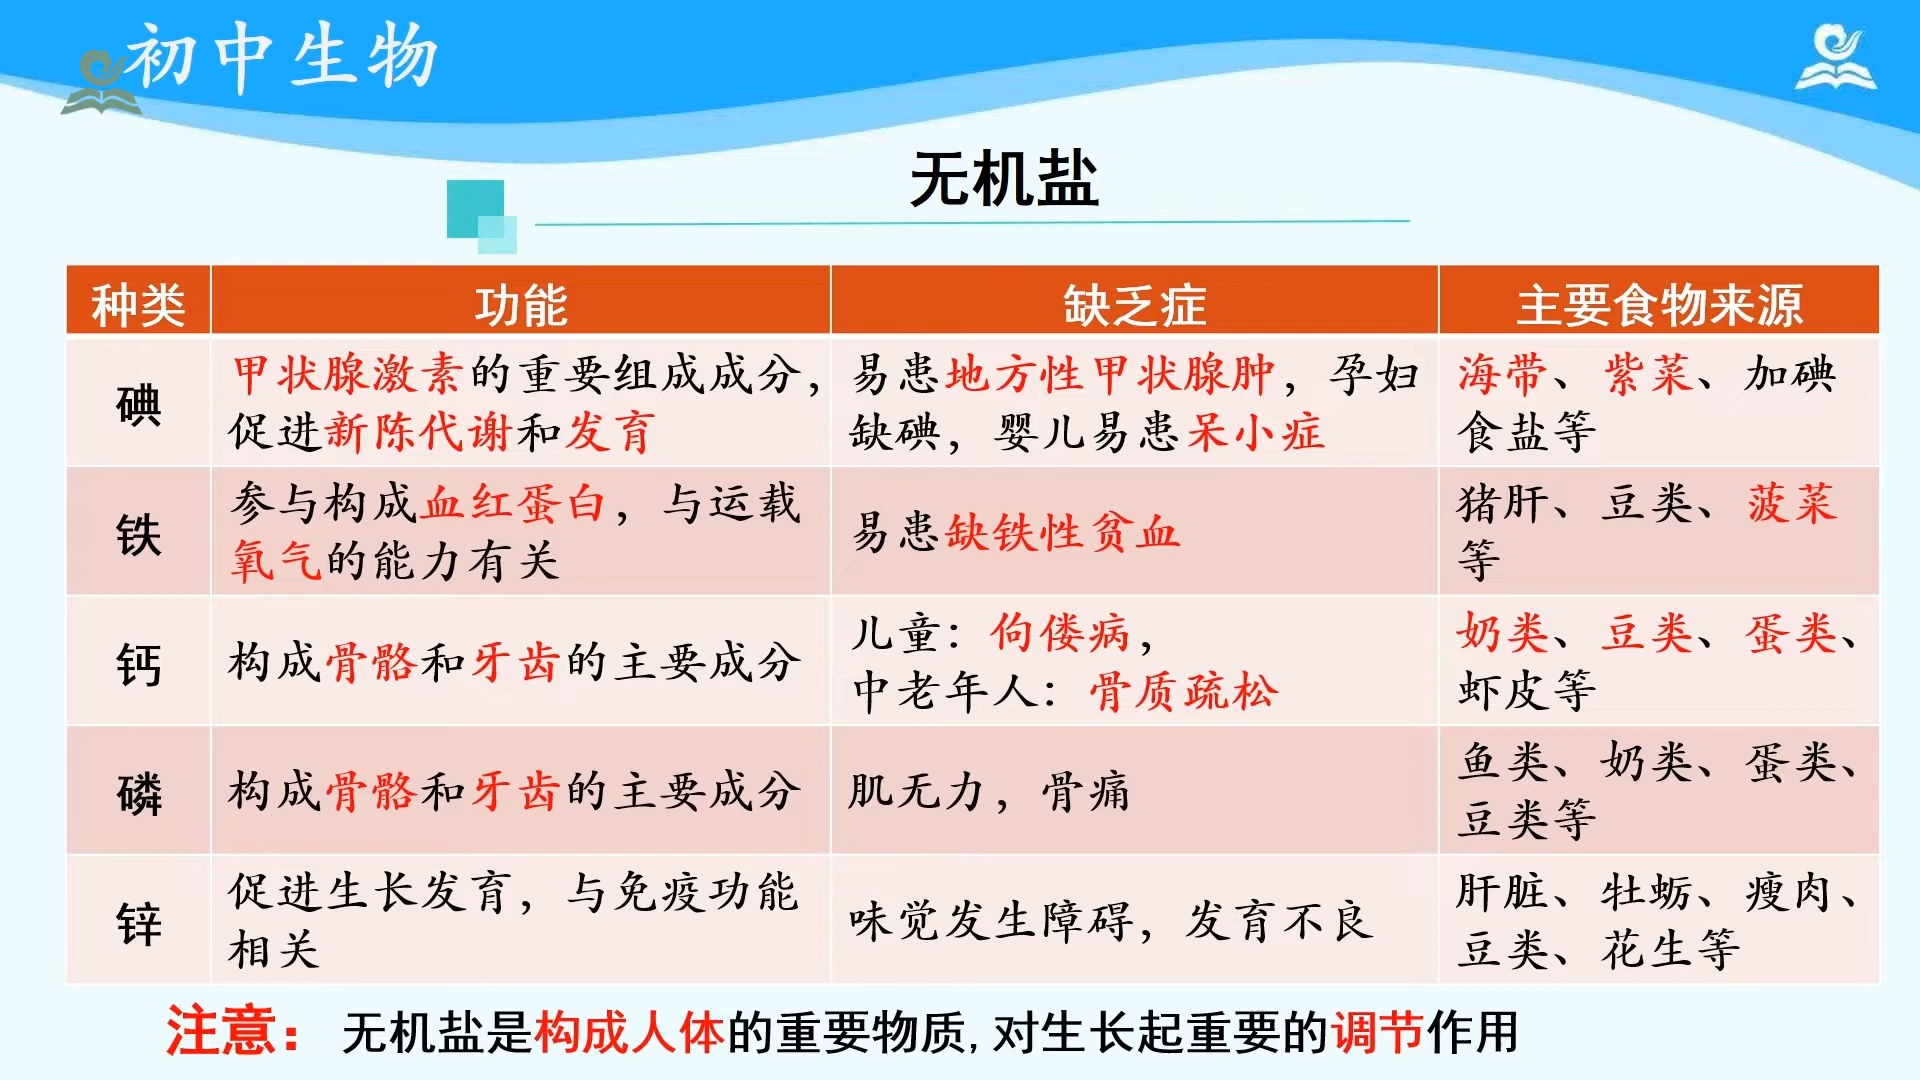 初中生物
无机盐
种类 功能 缺乏症 主要食物来源
碘
甲状腺激素的重要组成成分，
促进新陈代谢和发育
易患地方性甲状腺肿，孕妇
缺碘，婴儿易患呆小症
海带、紫菜、加碘
食盐等
铁
参与构成血红蛋白，与运载
氧气的能力有关
易患缺铁性贫血
猪肝、豆类、菠菜
等
钙
构成骨骼和牙齿的主要成分
儿童：佝偻病，
中老年人：骨质疏松
奶类、豆类、蛋类、
虾皮等
磷
构成骨骼和牙齿的主要成分
肌无力，骨痛
鱼类、奶类、蛋类、
豆类等
锌
促进生长发育，与免疫功能
相关
味觉发生障碍，发育不良
肝脏、牡蛎、瘦肉、
豆类、花生等
注意：无机盐是构成人体的重要物质,对生长起重要的调节作用